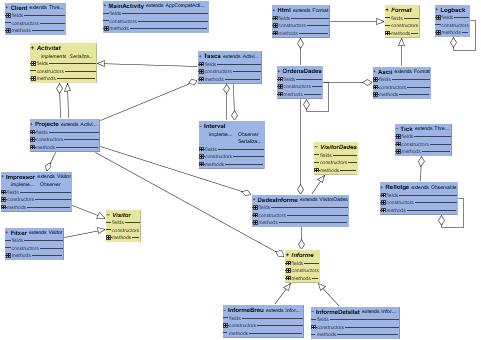 Client extends Thre...
fields
constructors
methods
MainActivity extends AppCompatActi...
fields
constructors
methods
Html extends Format
fields
constructors
methods
Format
fields
constructors
methods
Logback
fields
constructors
methods
Activitat
implements Serializa...
fields
constructors
methods
Tasca extends Activi...
fields
constructors
methods
OrdenaDades
fields
constructors
methods
Ascii extends Format
fields
constructors
methods
Projecte extends Activi...
fields
constructors
methods
Interval
impleme... Observer
Serializa...
fields
constructors
methods
Tick extends Thre...
fields
constructors
methods
VisitadorDades
fields
constructors
methods
Impressor extends Visitor
impleme... Observer
fields
constructors
methods
Rellotge extends Observable
fields
constructors
methods
DadesInforme extends VisitadorDades
fields
constructors
methods
Visitor
fields
constructors
methods
Fitxer extends Visitor
fields
constructors
methods
Informe
fields
constructors
methods
InformeBreu extends Infor...
fields
constructors
methods
InformeDetallat extends Infor...
fields
constructors
methods